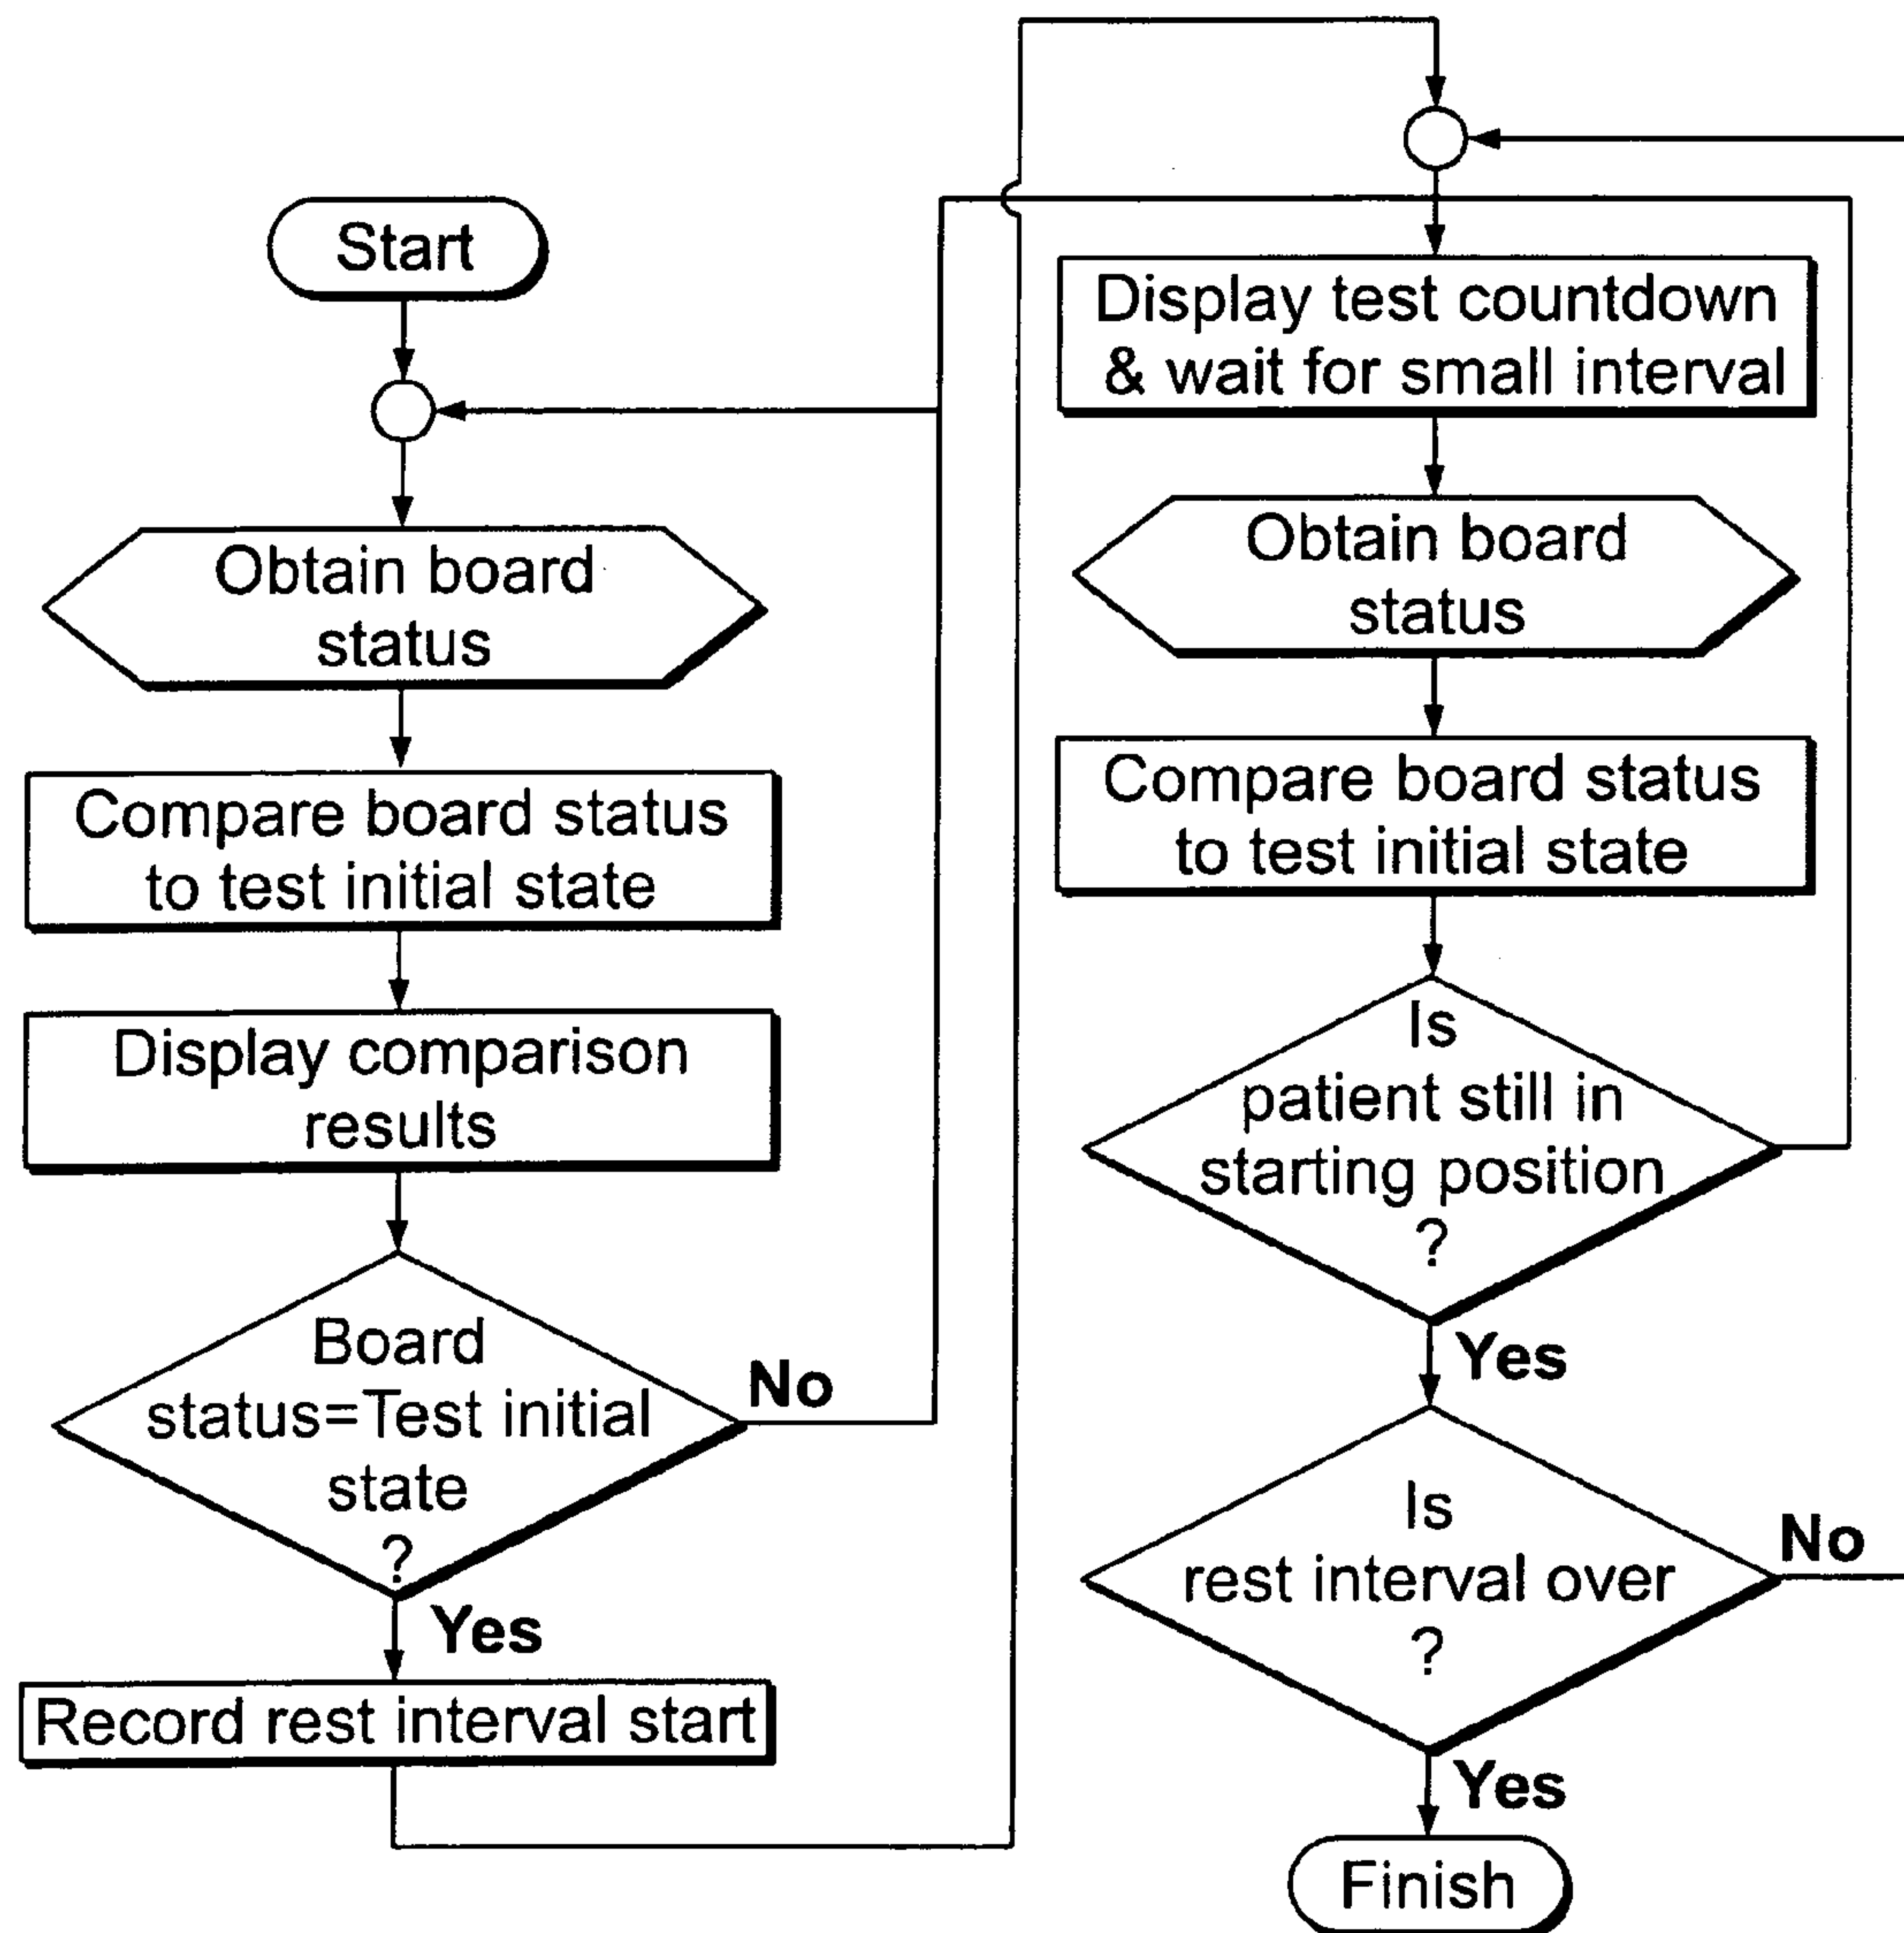 Start
Obtain board
status
Compare board status
to test initial state
Display comparison
results
Board
status=Test initial
state
?
No
Yes
Record rest interval start
Display test countdown
& wait for small interval
Obtain board
status
Compare board status
to test initial state
Is
patient still in
starting position
?
Yes
Is
rest interval over
?
No
Yes
Finish